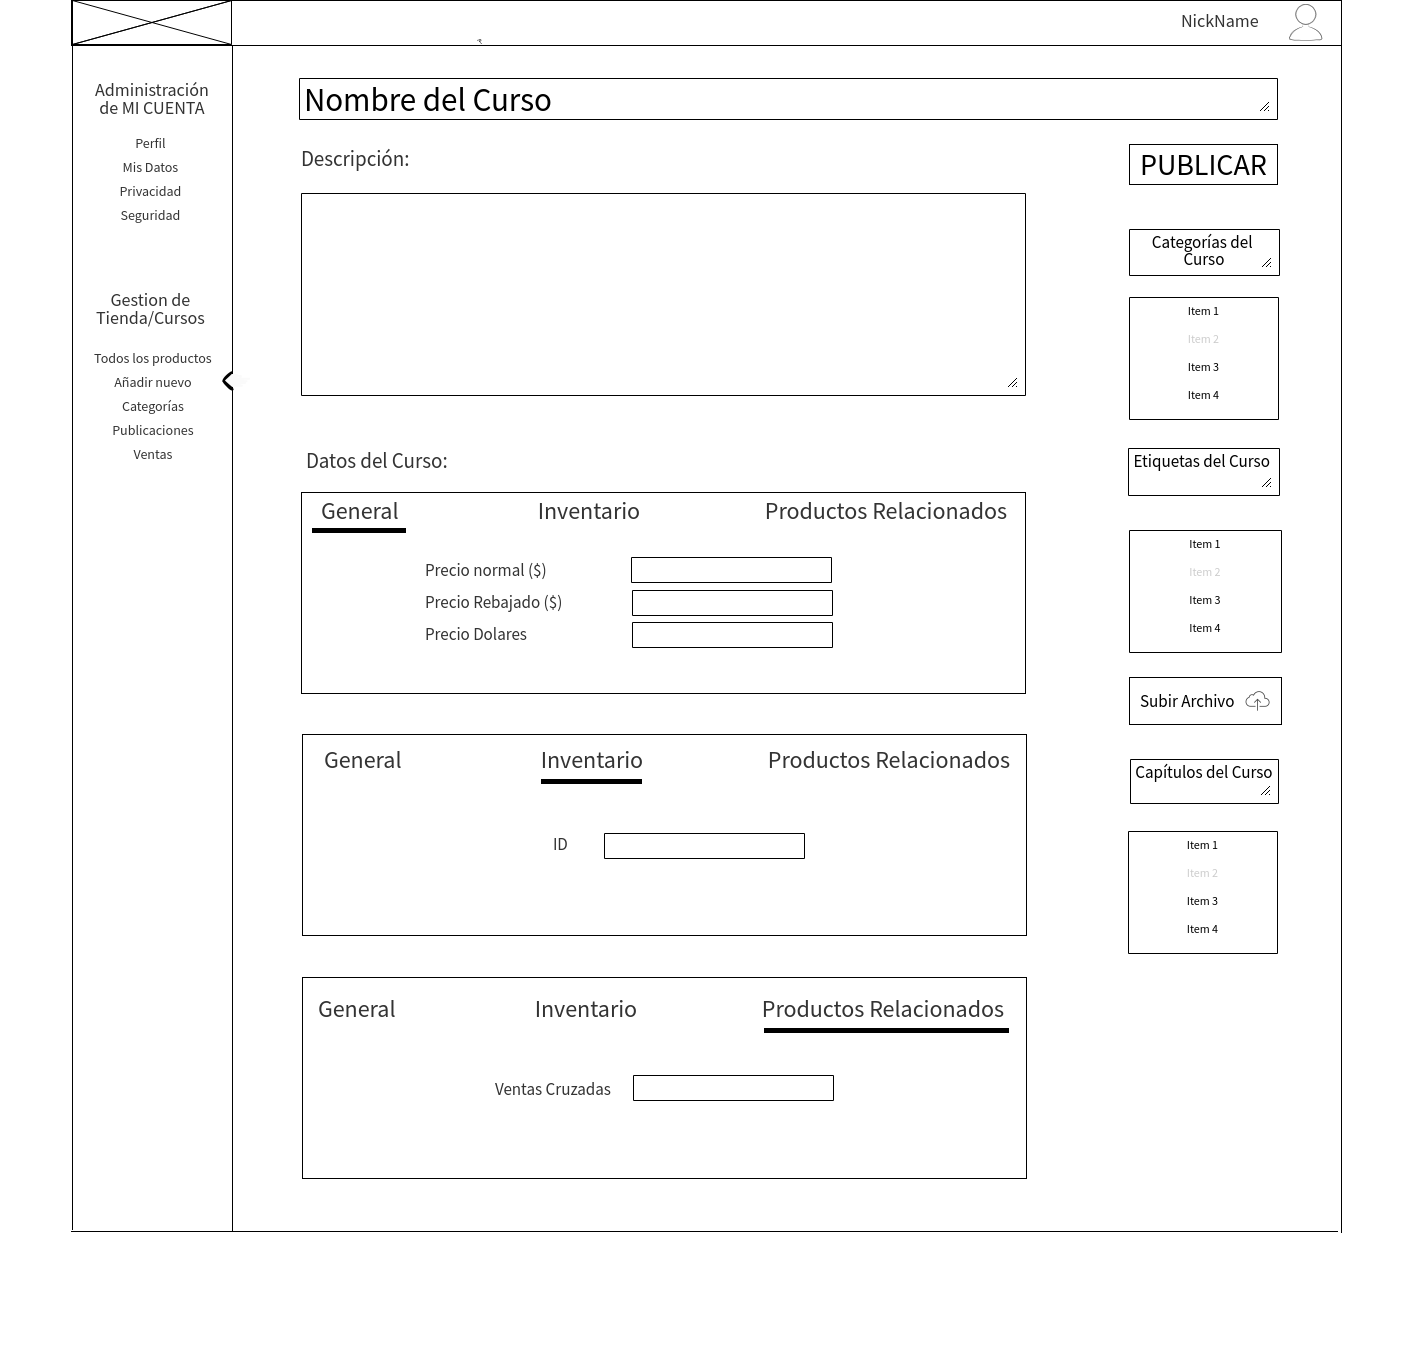 NickName
Administración
de MI CUENTA
Perfil
Mis Datos
Privacidad
Seguridad
Gestion de
Tienda/Cursos
Todos los productos
Añadir nuevo
Categorías
Publicaciones
Ventas
Nombre del Curso
Descripción:
Datos del Curso:
General Inventario Productos Relacionados
Precio normal ($)
Precio Rebajado ($)
Precio Dolares
General Inventario Productos Relacionados
ID
General Inventario Productos Relacionados
Ventas Cruzadas
PUBLICAR
Categorías del
Curso
Item 1
Item 2
Item 3
Item 4
Etiquetas del Curso
Item 1
Item 2
Item 3
Item 4
Subir Archivo
Capítulos del Curso
Item 1
Item 2
Item 3
Item 4